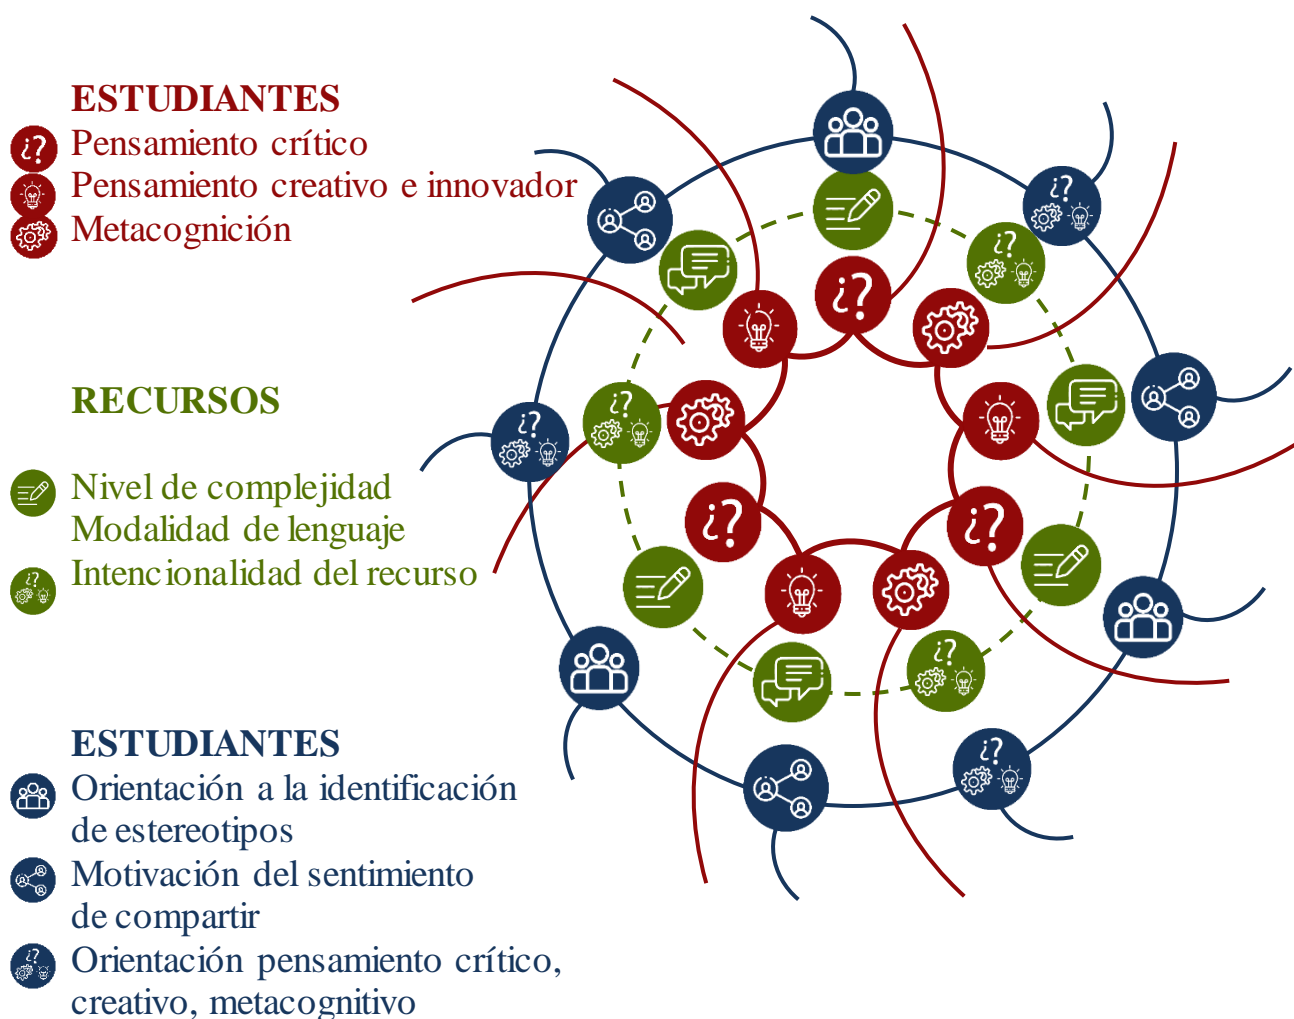 ESTUDIANTES
¿? Pensamiento crítico
Pensamiento creativo e innovador
Metacognición
RECURSOS
Nivel de complejidad
Modalidad de lenguaje
¿? Intencionalidad del recurso
ESTUDIANTES
Orientación a la identificación
de estereotipos
Motivación del sentimiento
de compartir
¿? Orientación pensamiento crítico,
creativo, metacognitivo
¿?
¿?
¿?
¿?
¿?
¿?
¿?
¿?
¿?